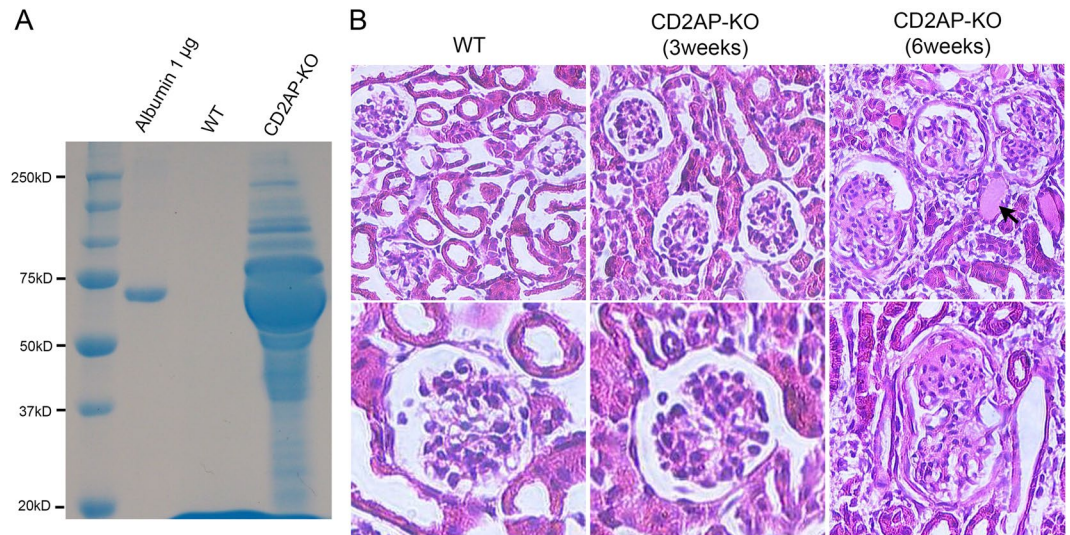 A
Albumin 1 µg
WT
CD2AP-KO
250kD
75kD
50kD
37kD
20kD
B
WT
CD2AP-KO
(3weeks)
CD2AP-KO
(6weeks)